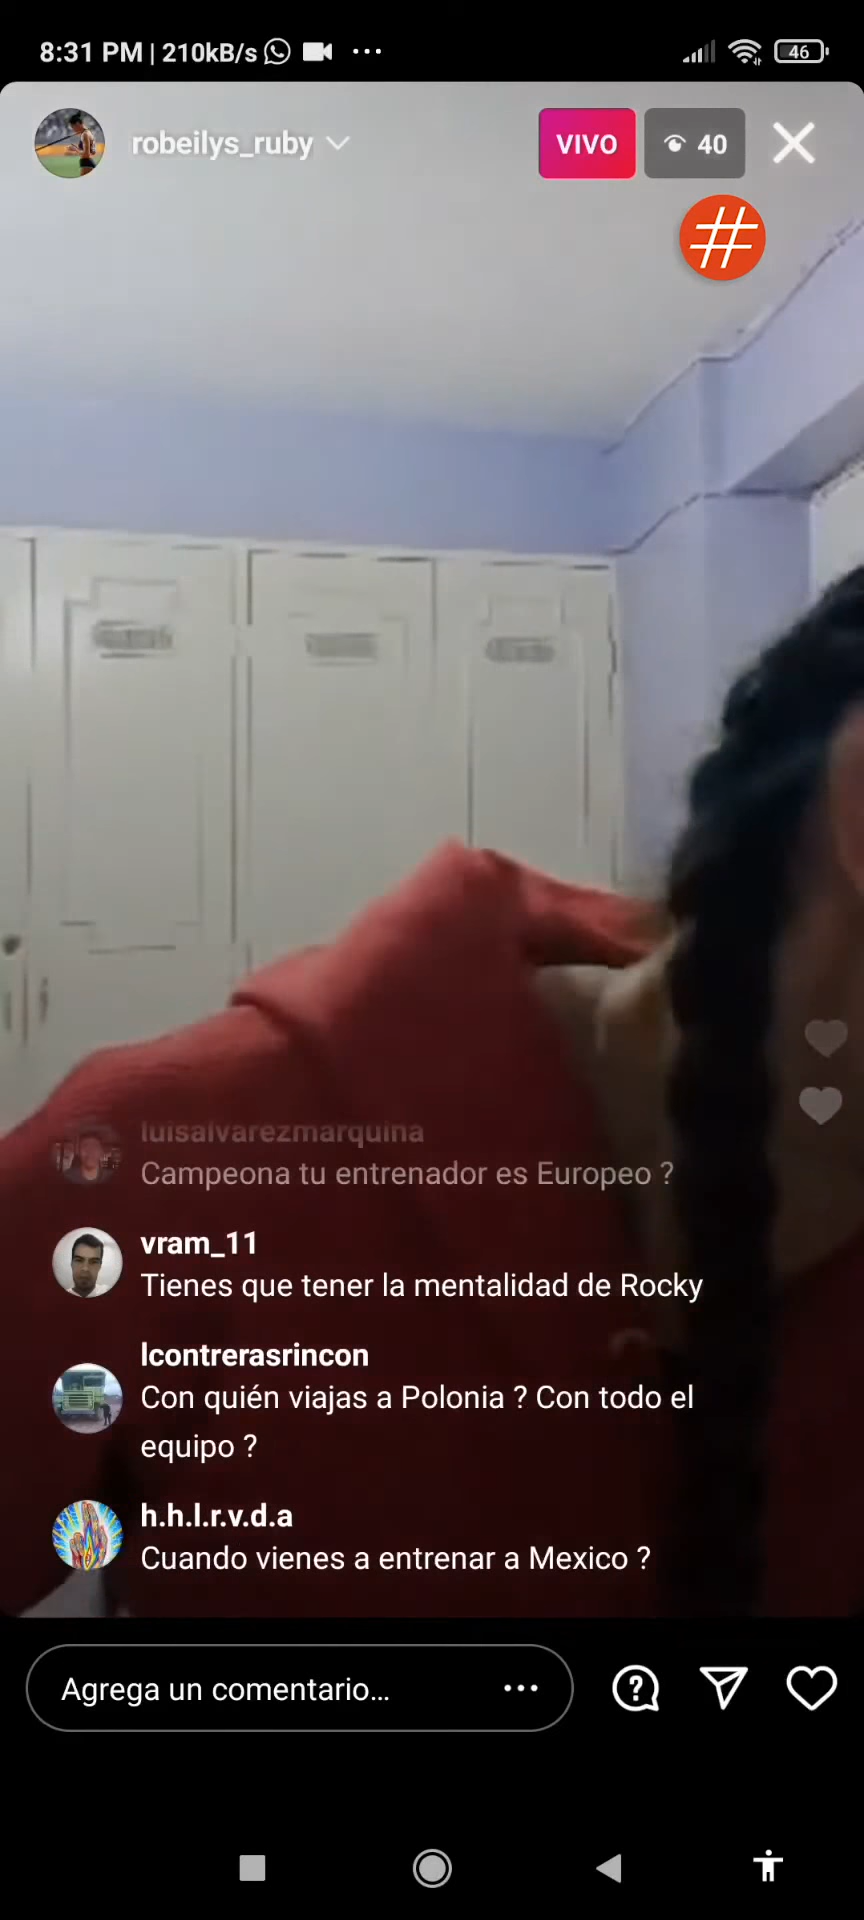 8:31 PM | 210kB/s ... 46
robeilys_ruby VIVO 40
#
luisalvarezmarquina
Campeona tu entrenador es Europeo ?
vram_11
Tienes que tener la mentalidad de Rocky
lcontrerasrincon
Con quién viajas a Polonia ? Con todo el
equipo ?
h.h.l.r.v.d.a
Cuando vienes a entrenar a Mexico ?
Agrega un comentario... ...